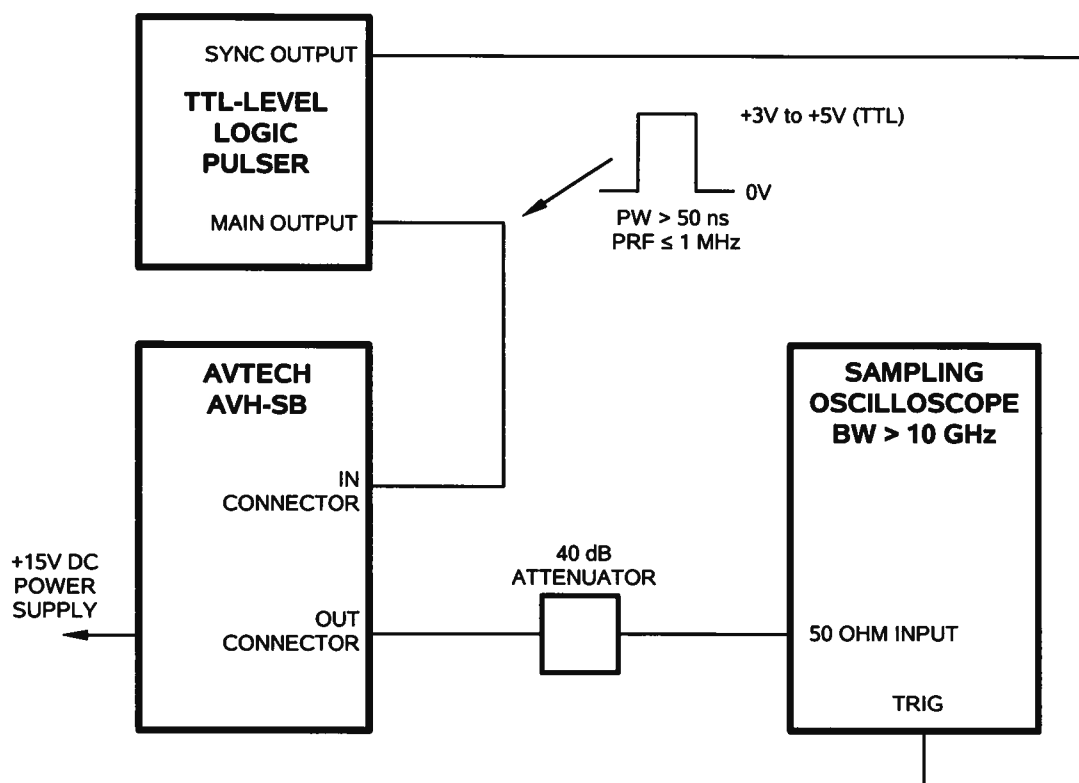 SYNC OUTPUT
TTL-LEVEL
LOGIC
PULSER
MAIN OUTPUT
+3V to +5V (TTL)
0V
PW > 50 ns
PRF ≤ 1 MHz
AVTECH
AVH-SB
IN
CONNECTOR
OUT
CONNECTOR
+15V DC
POWER
SUPPLY
40 dB
ATTENUATOR
SAMPLING
OSCILLOSCOPE
BW > 10 GHz
50 OHM INPUT
TRIG